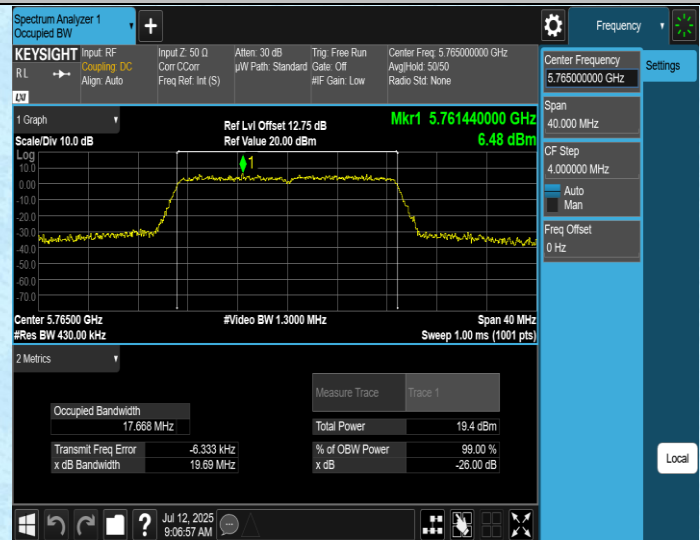 Spectrum Analyzer 1
Occupied BW
Frequency
KEYSIGHT
RL
LXI
Input: RF
Coupling: DC
Align: Auto
Input Z: 50 Ω
Corr CCorr
Freq Ref: Int (S)
Atten: 30 dB
µW Path: Standard
Trig: Free Run
Gate: Off
#IF Gain: Low
Center Freq: 5.765000000 GHz
Avg|Hold: 50/50
Radio Std: None
Center Frequency
5.765000000 GHz
Settings
Span
40.000 MHz
CF Step
4.000000 MHz
Auto
Man
Freq Offset
0 Hz
1 Graph
Scale/Div 10.0 dB
Ref Lvl Offset 12.75 dB
Ref Value 20.00 dBm
Mkr1 5.761440000 GHz
6.48 dBm
Log
10.0
0.00
-10.0
-20.0
-30.0
-40.0
-50.0
-60.0
-70.0
1
Center 5.76500 GHz
#Res BW 430.00 kHz
#Video BW 1.3000 MHz
Span 40 MHz
Sweep 1.00 ms (1001 pts)
2 Metrics
Measure Trace Trace 1
Occupied Bandwidth
17.668 MHz
Total Power 19.4 dBm
Transmit Freq Error -6.333 kHz
% of OBW Power 99.00 %
x dB Bandwidth 19.69 MHz
x dB -26.00 dB
Local
?
Jul 12, 2025
9:06:57 AM